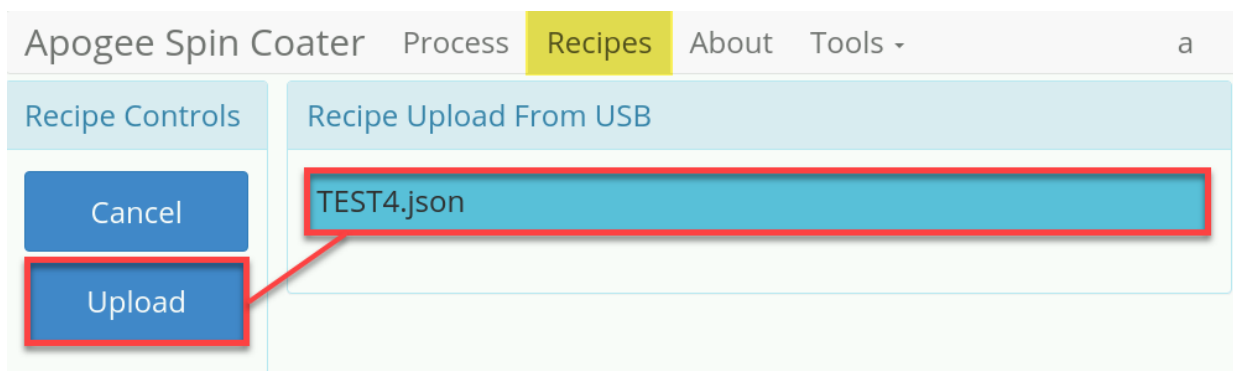 Apogee Spin Coater Process Recipes About Tools a
Recipe Controls
Recipe Upload From USB
Cancel
Upload
TEST4.json